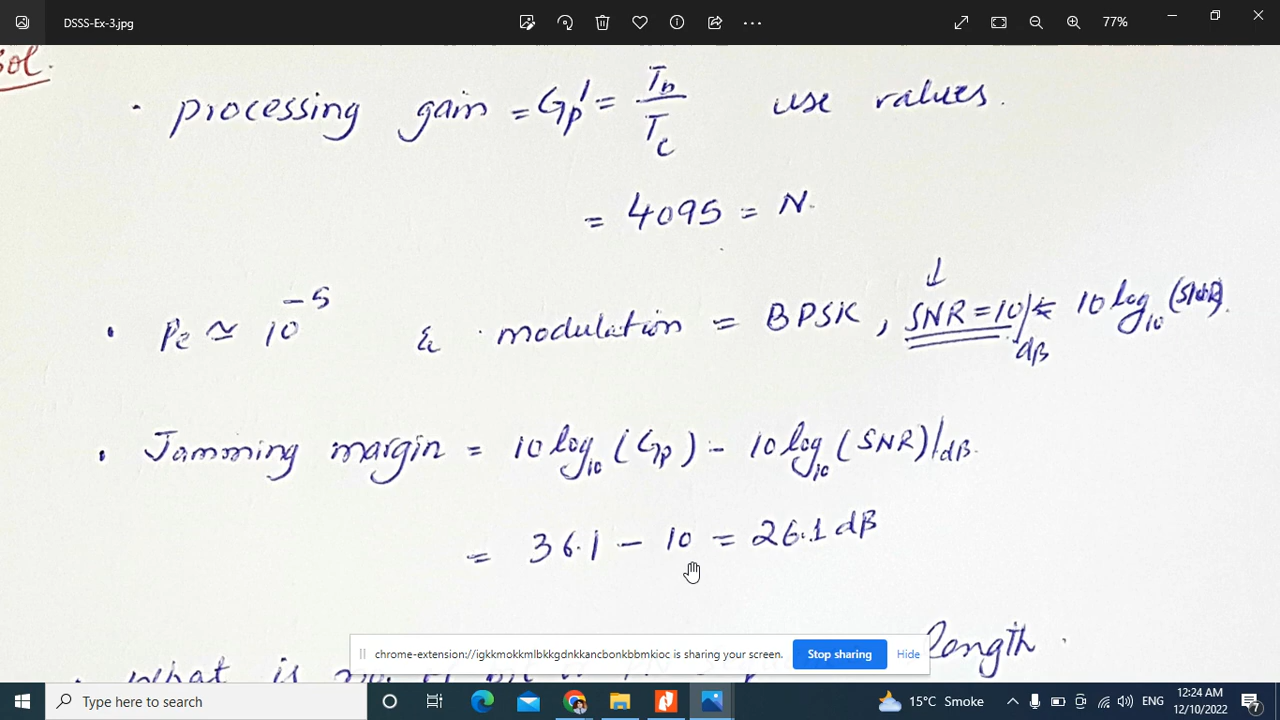 DSSS-Ex-3.jpg
77%
Sol.
. processing gain = Gp' = Tb/Tc use values.
= 4095 = N.
. Pe ≃ 10^-5 & . modulation = BPSK, SNR = 10|dB ← 10 log10 (SNR).
. Jamming margin = 10 log10 (Gp) - 10 log10 (SNR)|dB.
= 36.1 - 10 = 26.1 dB
chrome-extension://igkkmokkmlbkkgdnkkancbonkbbmkioc is sharing your screen. Stop sharing Hide
. What is length.
Type here to search
15°C Smoke
ENG
12:24 AM
12/10/2022
7